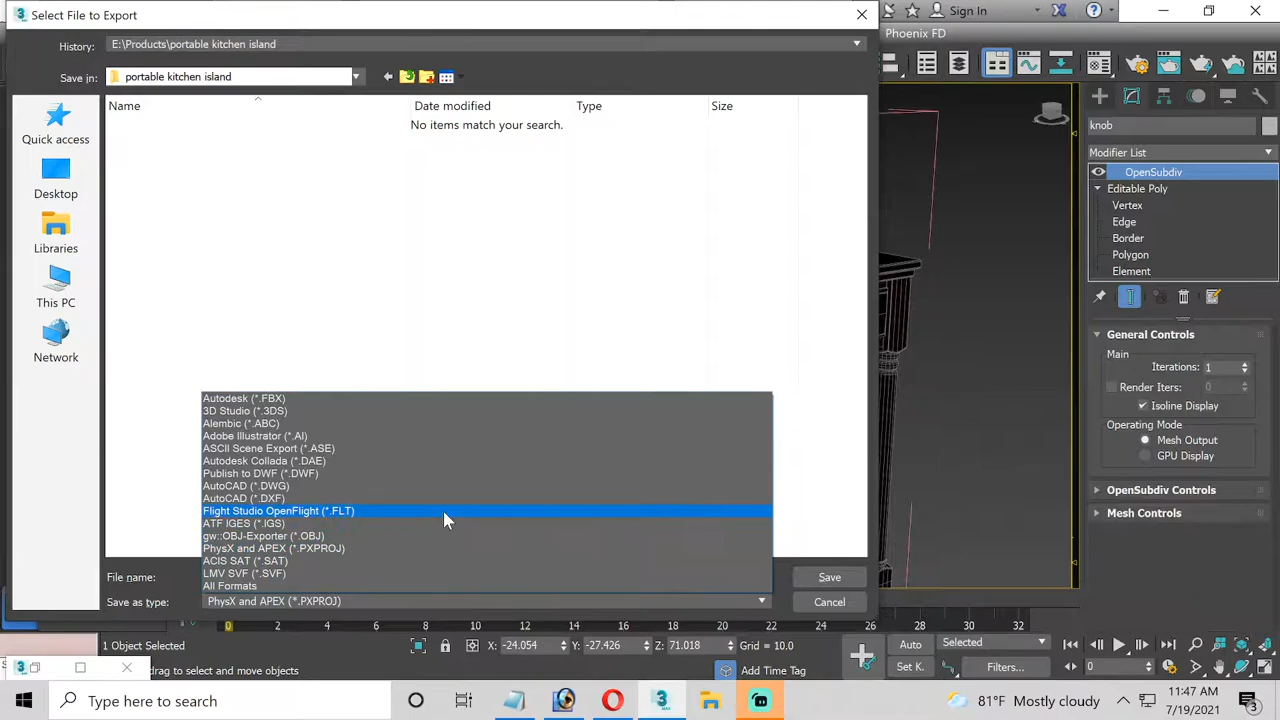 Select File to Export
Sign In
History:
E:\Products\portable kitchen island
Phoenix FD
Save in:
portable kitchen island
Name
Date modified
Type
Size
No items match your search.
Quick access
Desktop
Libraries
This PC
Network
Autodesk (*.FBX)
3D Studio (*.3DS)
Alembic (*.ABC)
Adobe Illustrator (*.AI)
ASCII Scene Export (*.ASE)
Autodesk Collada (*.DAE)
Publish to DWF (*.DWF)
AutoCAD (*.DWG)
AutoCAD (*.DXF)
Flight Studio OpenFlight (*.FLT)
ATF IGES (*.IGS)
gw::OBJ-Exporter (*.OBJ)
PhysX and APEX (*.PXPROJ)
ACIS SAT (*.SAT)
LMV SVF (*.SVF)
All Formats
File name:
Save
Save as type:
PhysX and APEX (*.PXPROJ)
Cancel
knob
Modifier List
OpenSubdiv
Editable Poly
Vertex
Edge
Border
Polygon
Element
General Controls
Main
Iterations: 1
Render Iters: 0
Isoline Display
Operating Mode
Mesh Output
GPU Display
OpenSubdiv Controls
Mesh Controls
0 2 4 6 8 10 12 14 16 18 20 22 24 26 28 30 32
1 Object Selected
X: -24.054
Y: -27.426
Z: 71.018
Grid = 10.0
Auto
Selected
drag to select and move objects
Add Time Tag
Set K.
Filters...
0
Type here to search
3
MAX
81°F Mostly cloudy
11:47 AM
7/19/2021
3